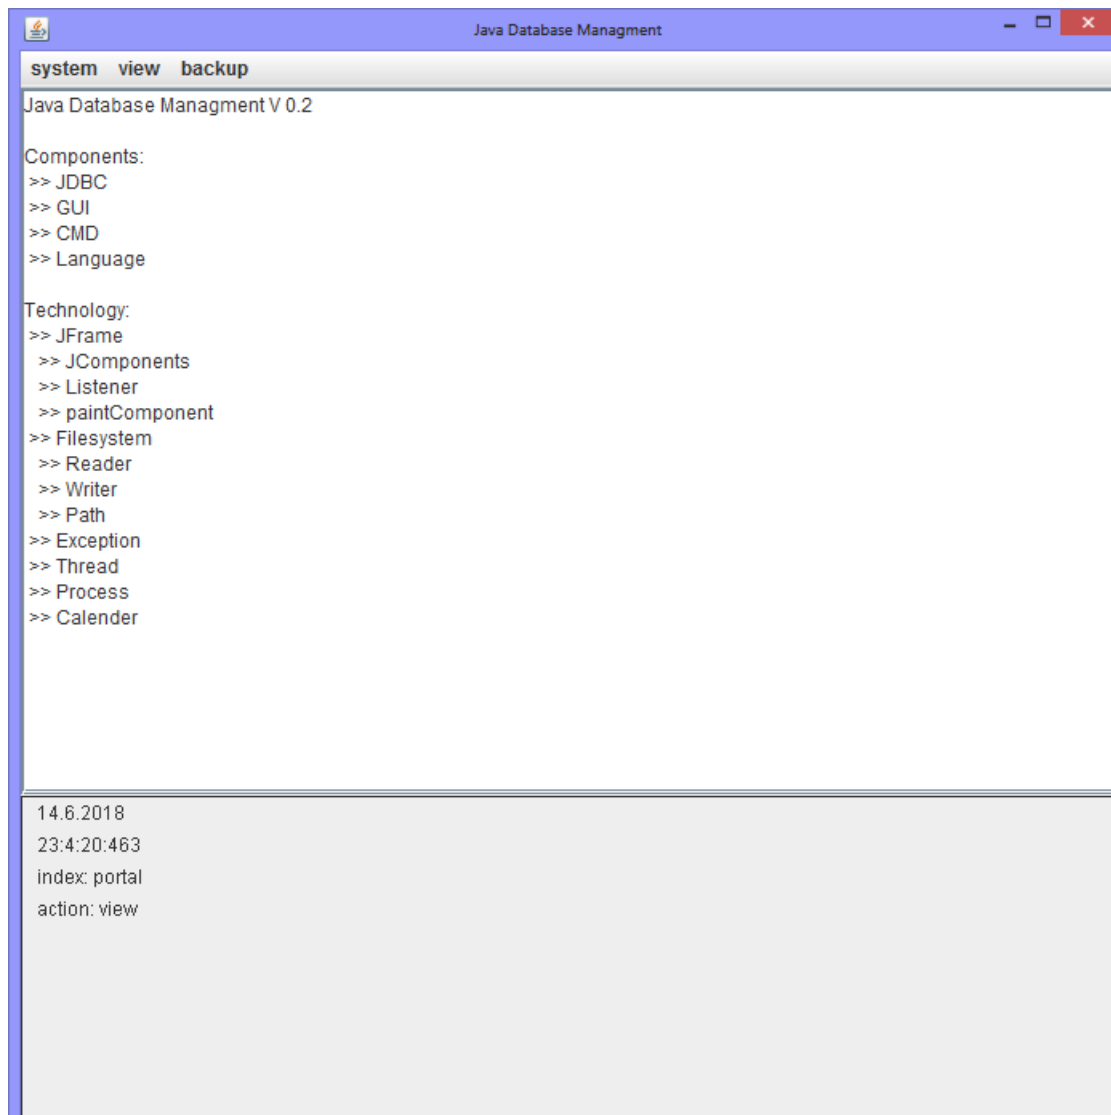 Java Database Managment
system view backup
Java Database Managment V 0.2
Components:
>> JDBC
>> GUI
>> CMD
>> Language
Technology:
>> JFrame
>> JComponents
>> Listener
>> paintComponent
>> Filesystem
>> Reader
>> Writer
>> Path
>> Exception
>> Thread
>> Process
>> Calender
14.6.2018
23:4:20:463
index: portal
action: view